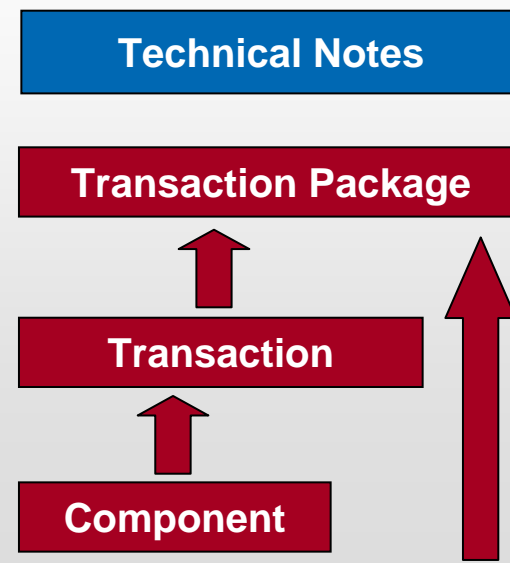 Technical Notes
Transaction Package
Transaction
Component